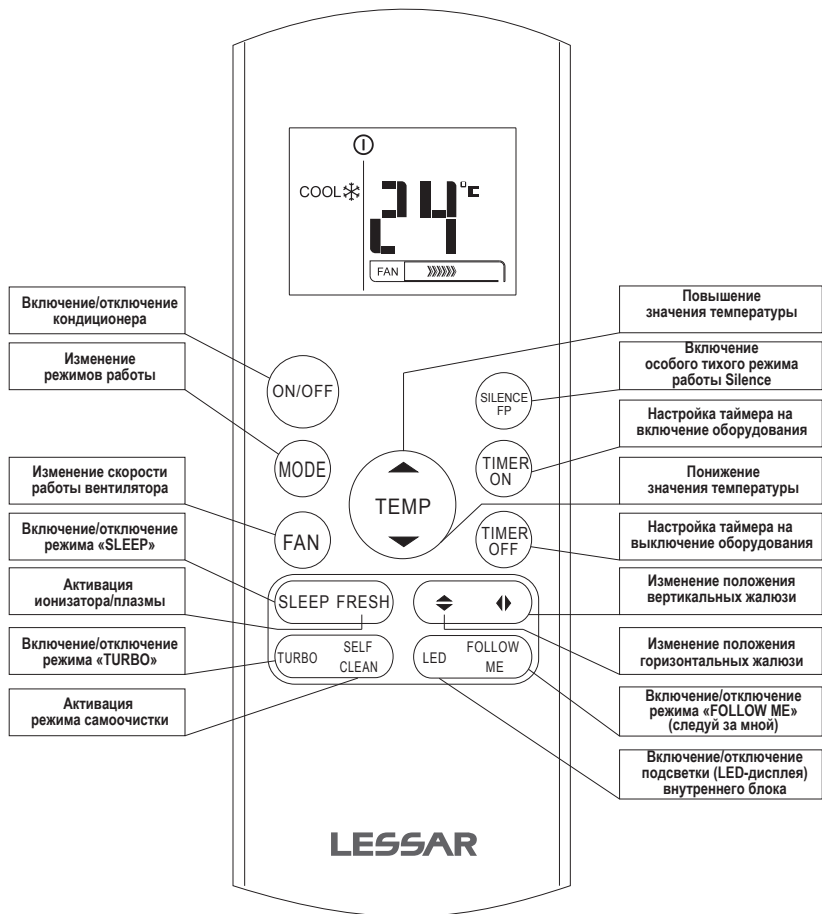 COOL
24°C
FAN
Включение/отключение
кондиционера
Изменение
режимов работы
Изменение скорости
работы вентилятора
Включение/отключение
режима «SLEEP»
Активация
ионизатора/плазмы
Включение/отключение
режима «TURBO»
Активация
режима самоочистки
ON/OFF
MODE
FAN
TEMP
SILENCE
FP
TIMER
ON
TIMER
OFF
SLEEP FRESH
TURBO
SELF
CLEAN
LED
FOLLOW
ME
LESSAR
Повышение
значения температуры
Включение
особого тихого режима
работы Silence
Настройка таймера на
включение оборудования
Понижение
значения температуры
Настройка таймера на
выключение оборудования
Изменение положения
вертикальных жалюзи
Изменение положения
горизонтальных жалюзи
Включение/отключение
режима «FOLLOW ME»
(следуй за мной)
Включение/отключение
подсветки (LED-дисплея)
внутреннего блока